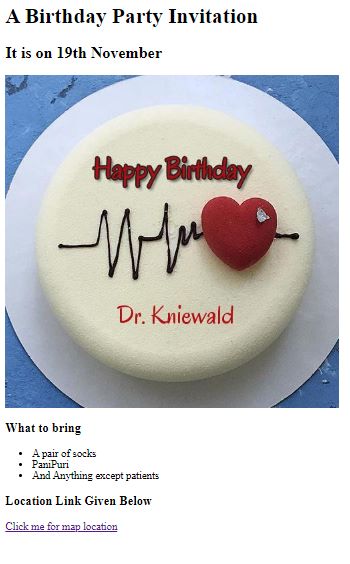 A Birthday Party Invitation
It is on 19th November
Happy Birthday
Dr. Kniewald
What to bring
A pair of socks
PaniPuri
And Anything except patients
Location Link Given Below
Click me for map location